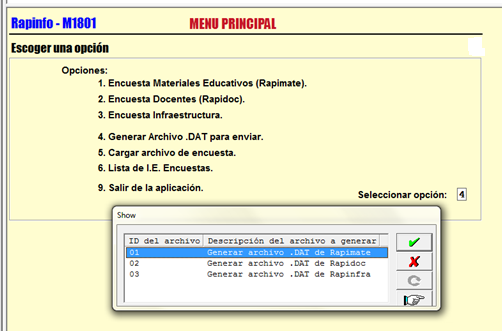 Rapinfo - M1801 MENU PRINCIPAL
Escoger una opción
Opciones:
1. Encuesta Materiales Educativos (Rapimate).
2. Encuesta Docentes (Rapidoc).
3. Encuesta Infraestructura.
4. Generar Archivo .DAT para enviar.
5. Cargar archivo de encuesta.
6. Lista de I.E. Encuestas.
9. Salir de la aplicación.
Seleccionar opción: 4
Show
ID del archivo Descripción del archivo a generar
01 Generar archivo .DAT de Rapimate
02 Generar archivo .DAT de Rapidoc
03 Generar archivo .DAT de Rapinfra